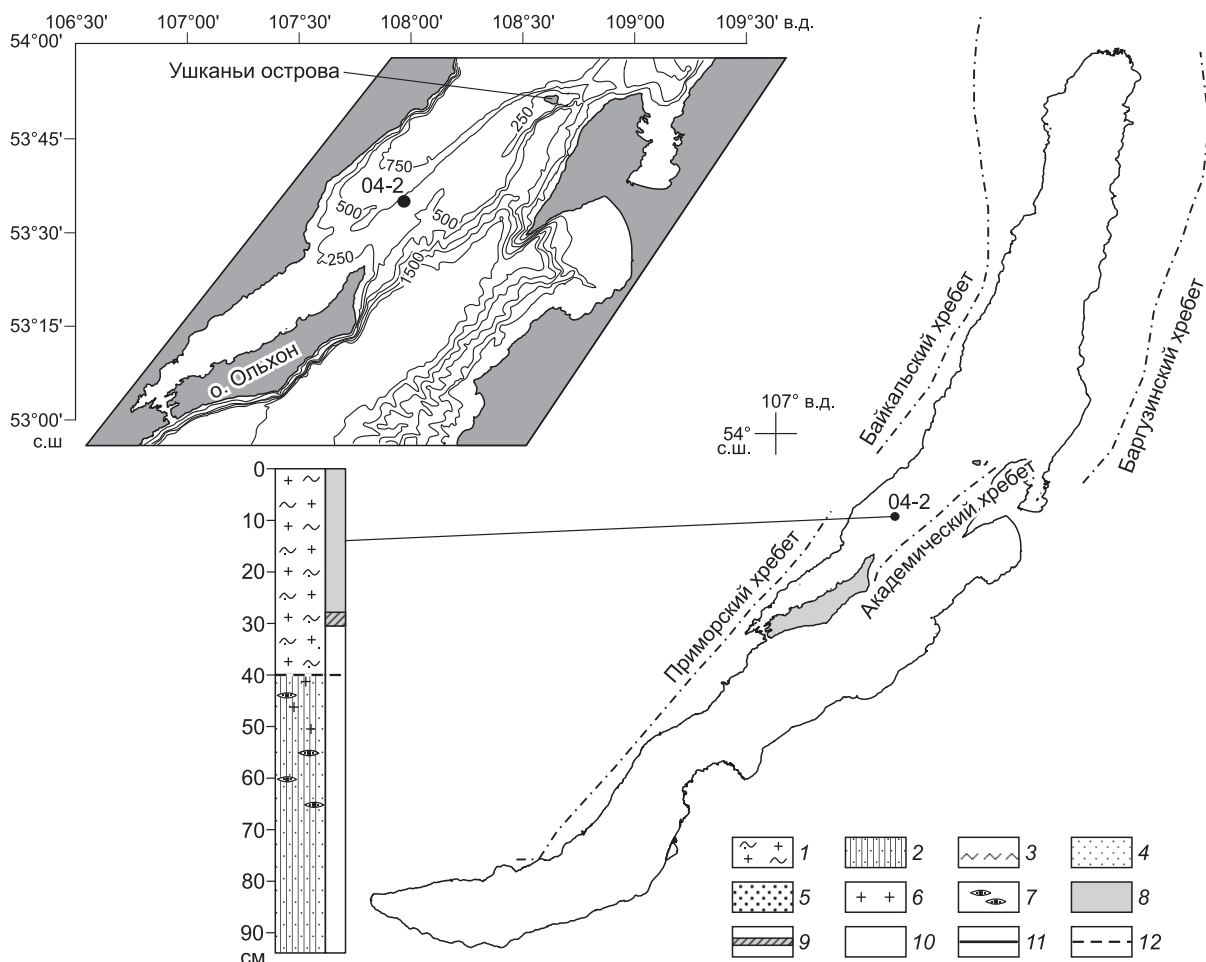 106°30' 107°00' 107°30' 108°00' 108°30' 109°00' 109°30' в.д.
54°00'
Ушканьи острова
250
53°45'
750
04-2
500
500
53°30'
250
1500
53°15'
о. Ольхон
53°00'
с.ш
Байкальский хребет
Баргузинский хребет
107° в.д.
54°
с.ш.
04-2
Академический хребет
Приморский хребет
0
10
20
30
40
50
60
70
80
90
см
1 2 3 4
5 6 7 8
9 10 11 12